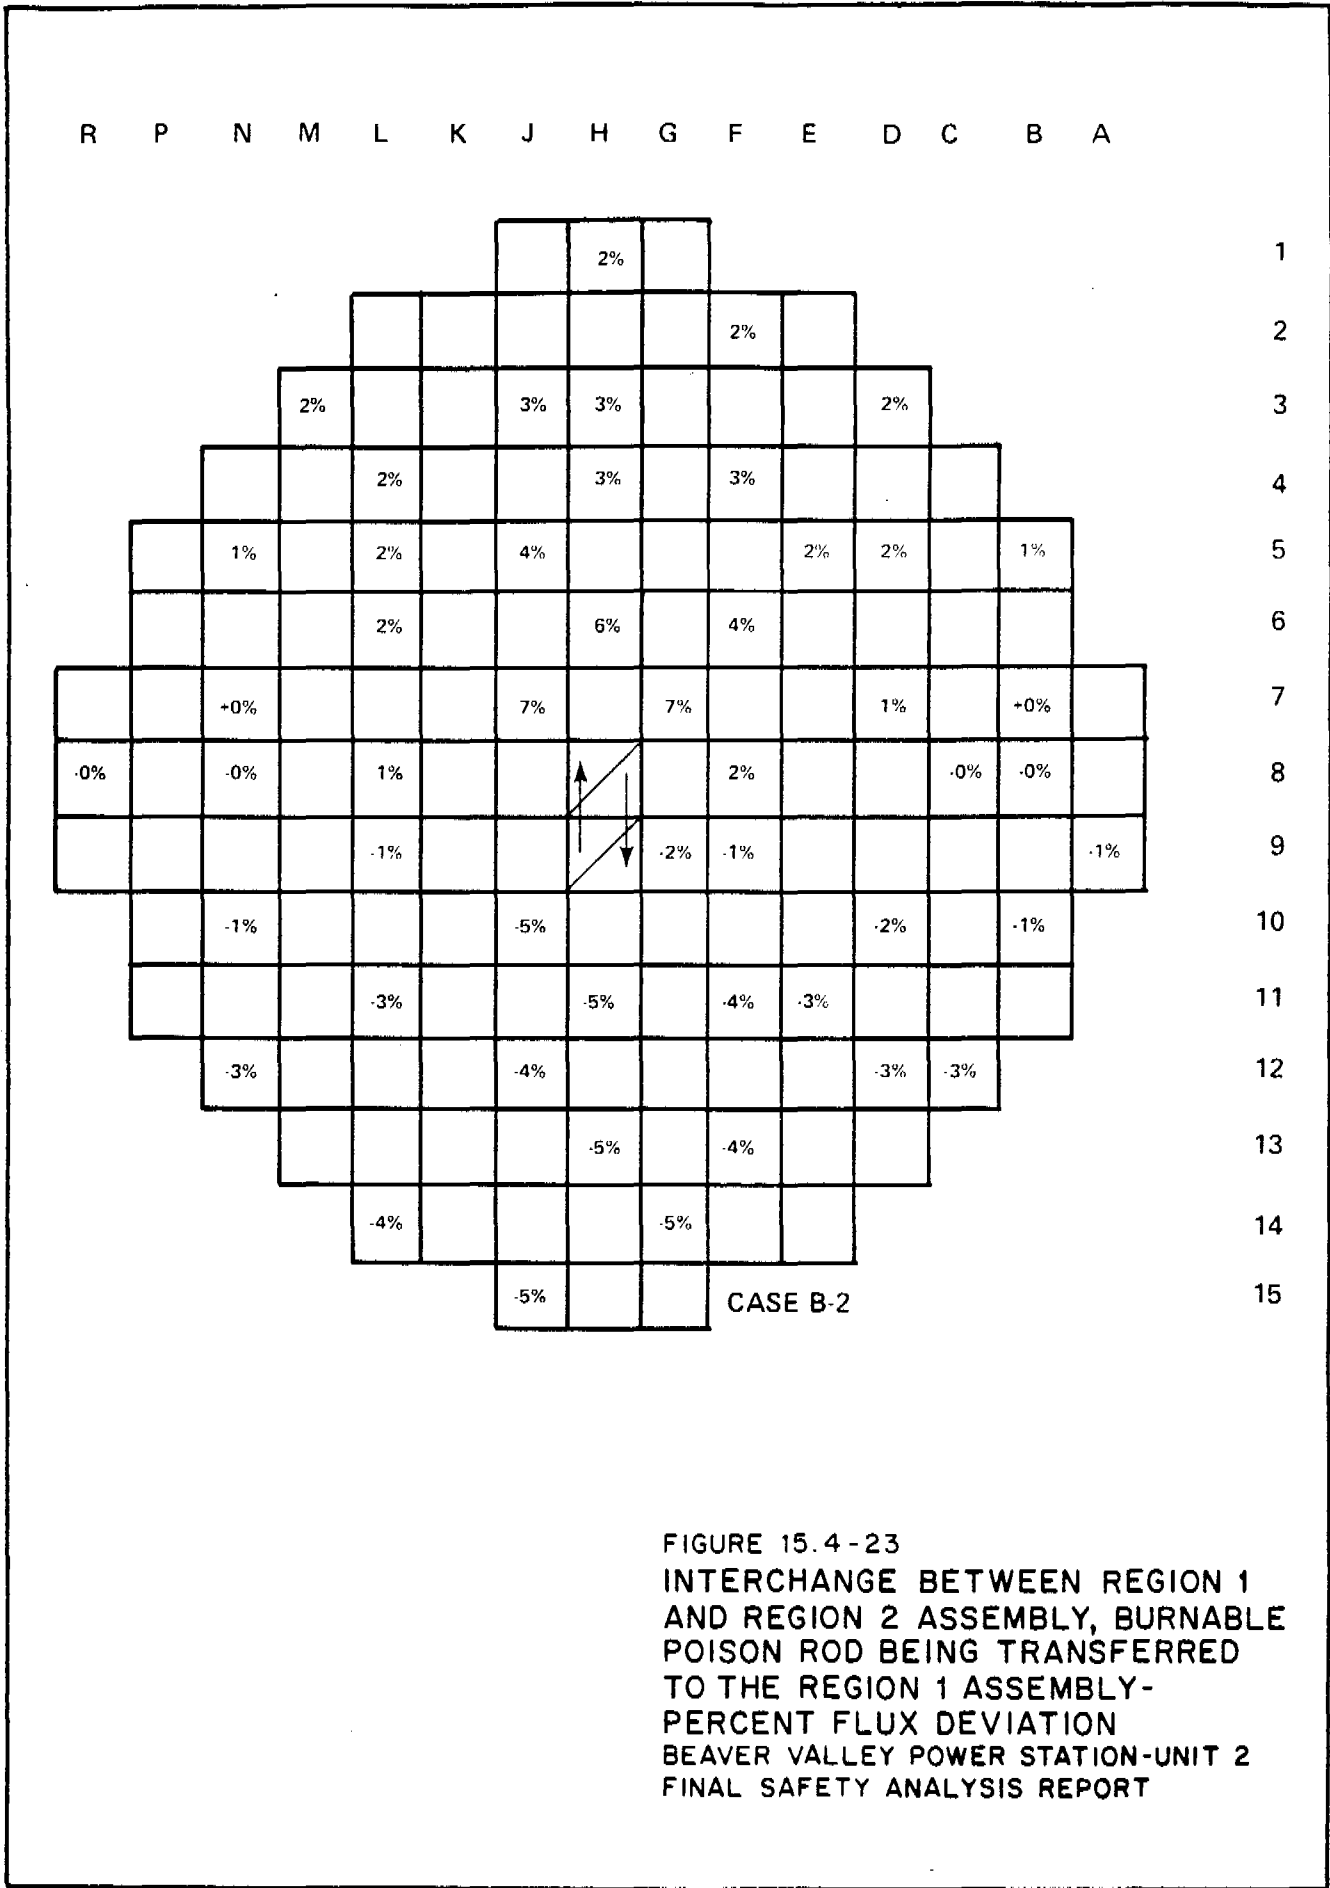 R P N M L K J H G F E D C B A
2% 1
2% 2
2% 3% 3% 2% 3
2% 3% 3% 4
1% 2% 4% 2% 2% 1% 5
2% 6% 4% 6
+0% 7% 7% 1% +0% 7
-0% -0% 1% 2% -0% -0% 8
-1% -2% -1% -1% 9
-1% -5% -2% -1% 10
-3% -5% -4% -3% 11
-3% -4% -3% -3% 12
-5% -4% 13
-4% -5% 14
-5% CASE B-2 15
FIGURE 15.4-23
INTERCHANGE BETWEEN REGION 1
AND REGION 2 ASSEMBLY, BURNABLE
POISON ROD BEING TRANSFERRED
TO THE REGION 1 ASSEMBLY-
PERCENT FLUX DEVIATION
BEAVER VALLEY POWER STATION-UNIT 2
FINAL SAFETY ANALYSIS REPORT